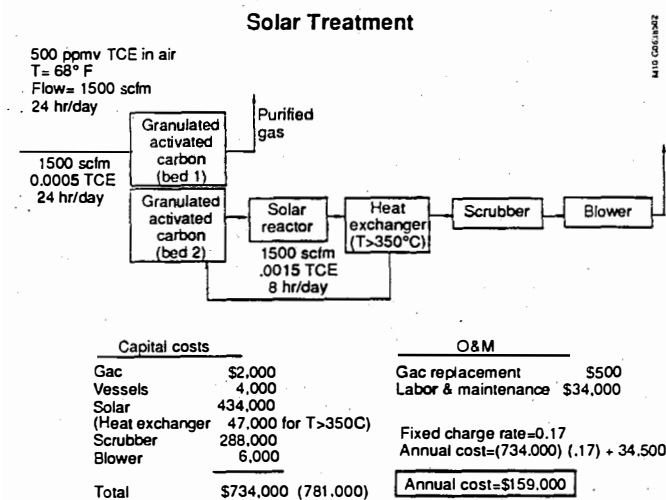 Solar Treatment
500 ppmv TCE in air
T= 68° F
Flow= 1500 scfm
24 hr/day
Granulated
activated
carbon
(bed 1)
Purified
gas
1500 scfm
0.0005 TCE
24 hr/day
Granulated
activated
carbon
(bed 2)
Solar
reactor
Heat
exchanger
(T>350°C)
Scrubber
Blower
1500 scfm
.0015 TCE
8 hr/day
Capital costs
Gac $2,000
Vessels 4,000
Solar 434,000
(Heat exchanger 47,000 for T>350C)
Scrubber 288,000
Blower 6,000
Total $734,000 (781.000)
O&M
Gac replacement $500
Labor & maintenance $34,000
Fixed charge rate=0.17
Annual cost=(734.000) (.17) + 34.500
Annual cost=$159.000